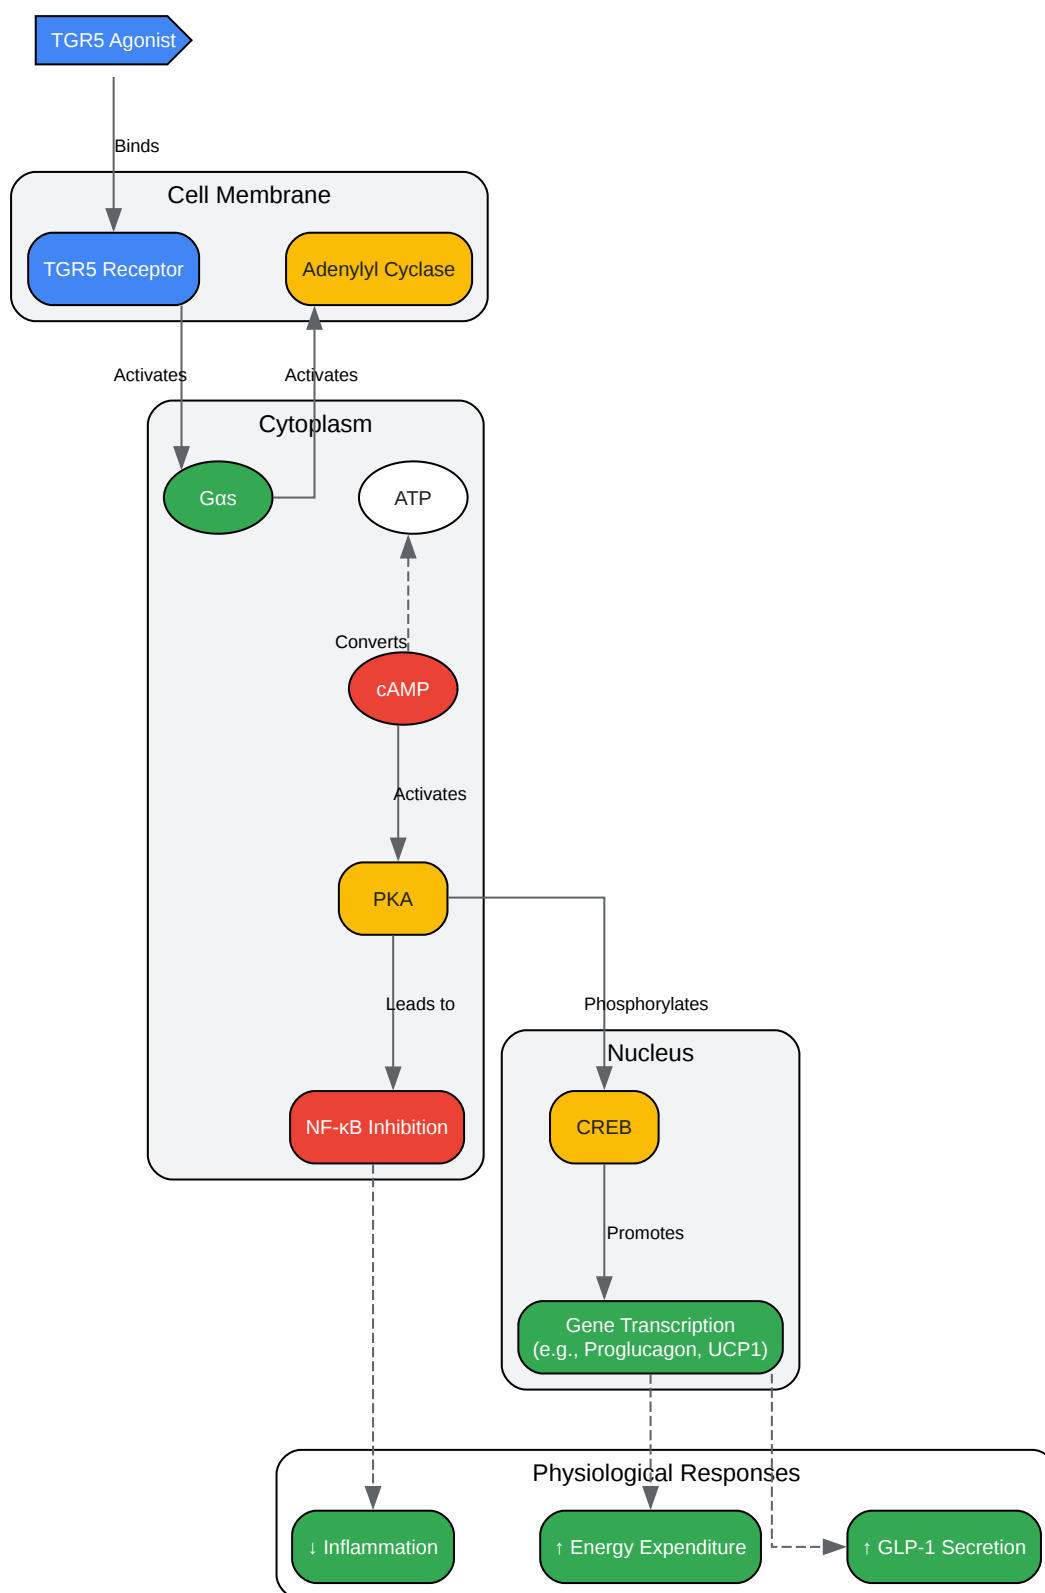 TGR5 Agonist
Binds
Cell Membrane
TGR5 Receptor
Adenylyl Cyclase
Activates
Activates
Cytoplasm
Gαs
ATP
Converts
cAMP
Activates
PKA
Leads to
Phosphorylates
Nucleus
NF-κB Inhibition
CREB
Promotes
Gene Transcription
(e.g., Proglucagon, UCP1)
Physiological Responses
↓ Inflammation
↑ Energy Expenditure
↑ GLP-1 Secretion